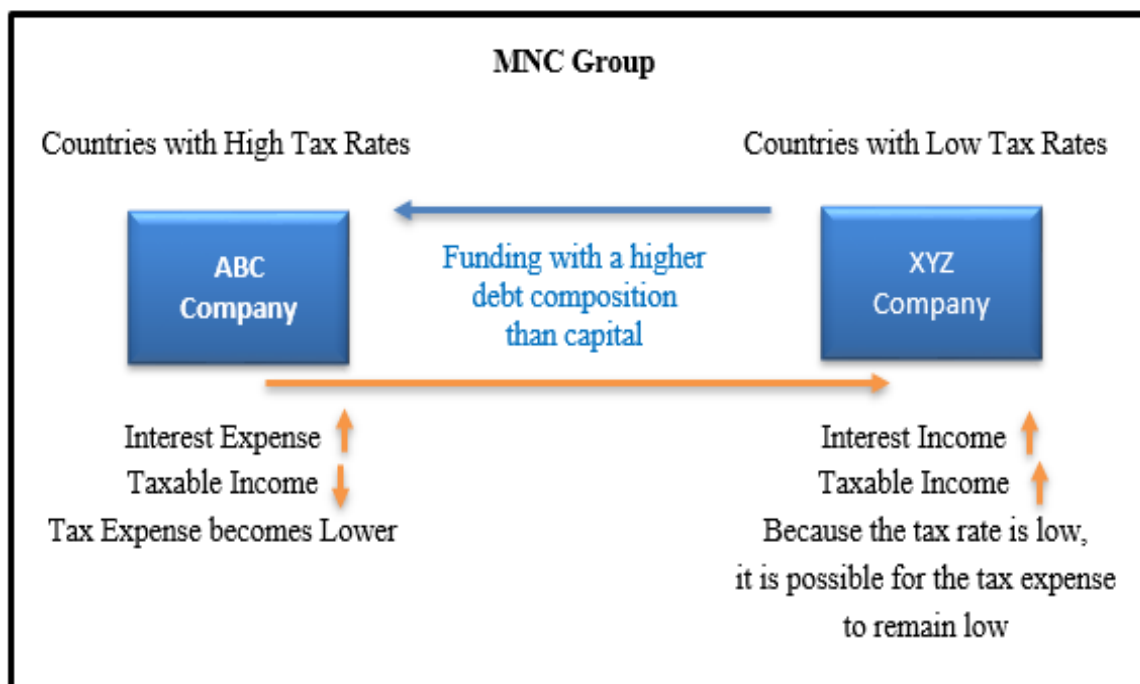 MNC Group
Countries with High Tax Rates
Countries with Low Tax Rates
ABC
Company
Funding with a higher
debt composition
than capital
XYZ
Company
Interest Expense
Taxable Income
Tax Expense becomes Lower
Interest Income
Taxable Income
Because the tax rate is low,
it is possible for the tax expense
to remain low